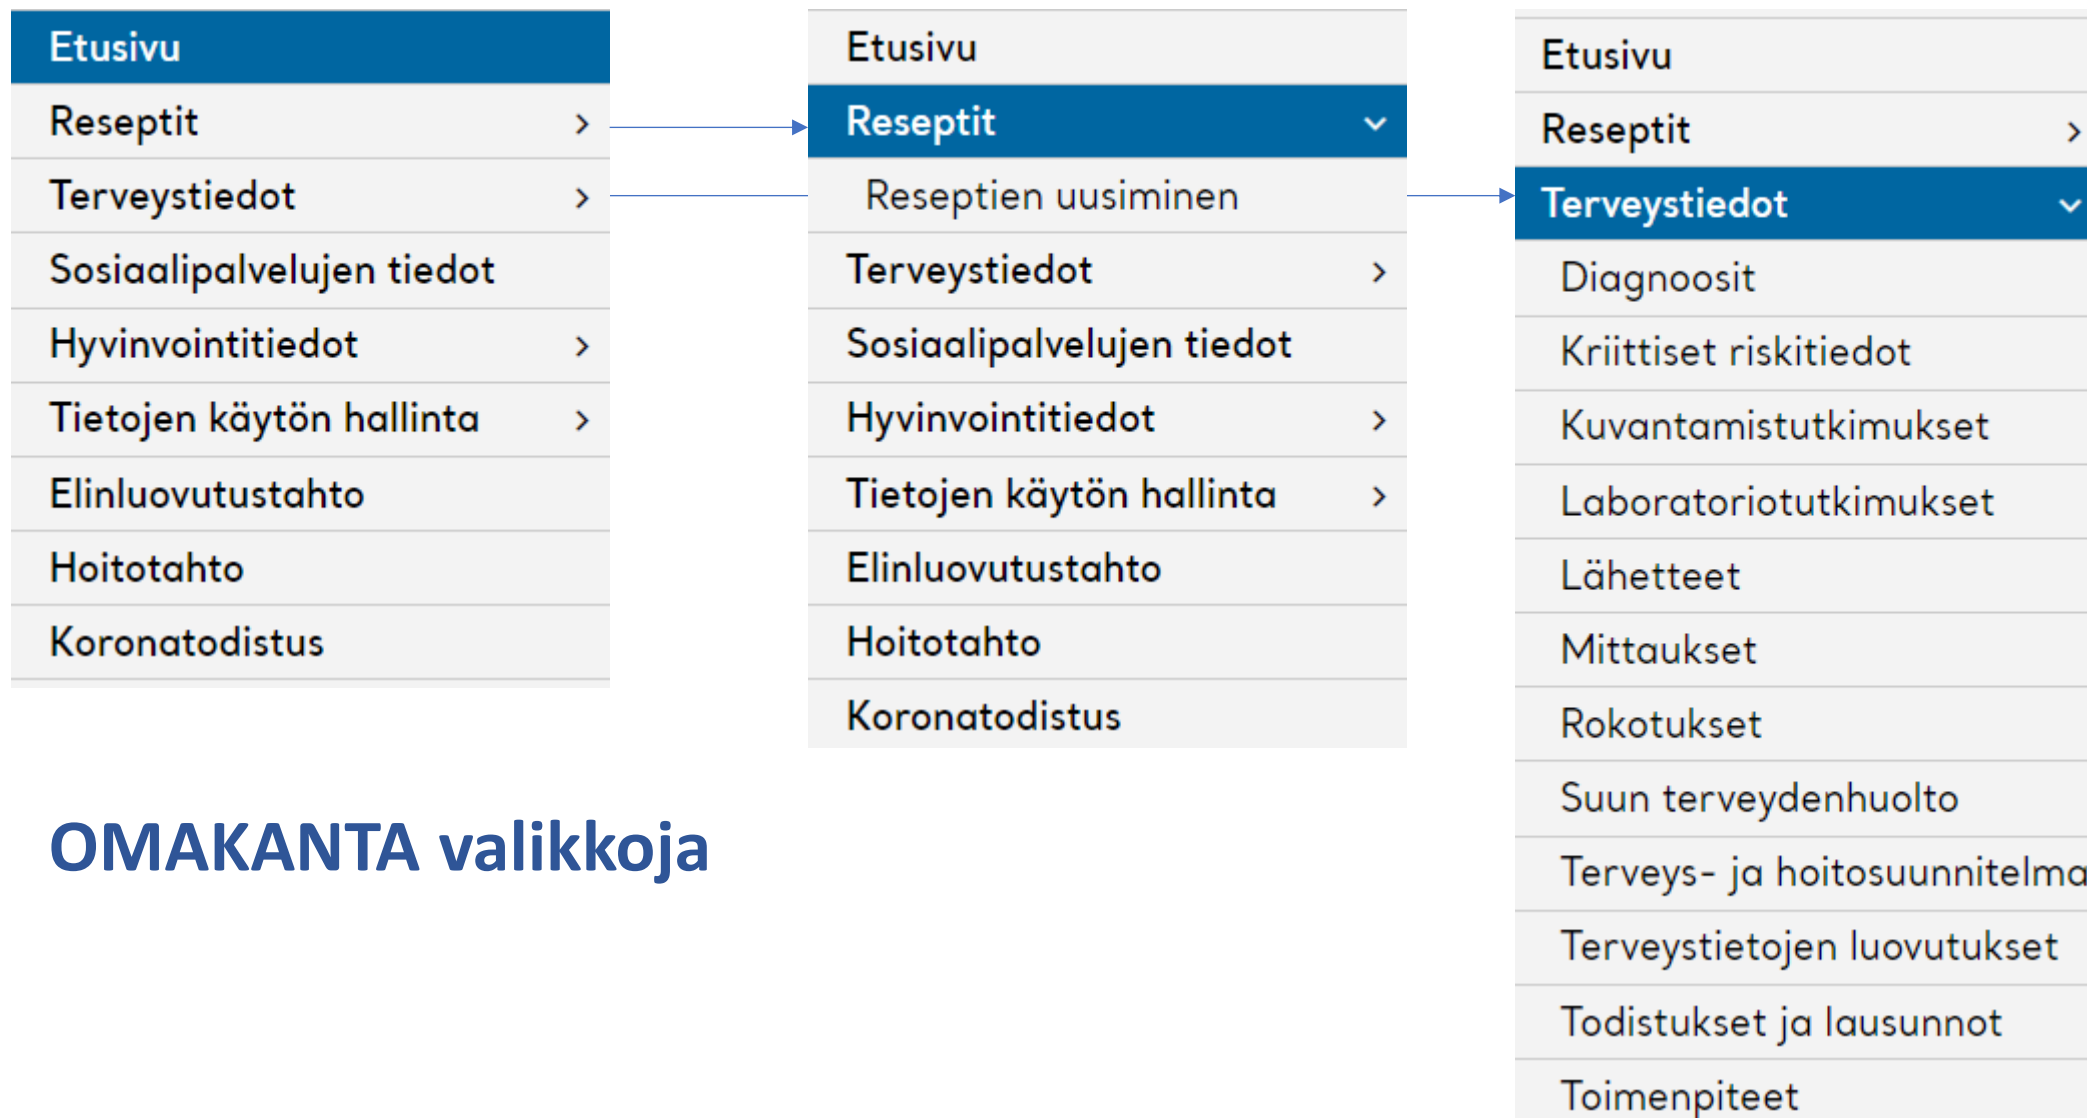 Etusivu
Reseptit
Terveystiedot
Sosiaalipalvelujen tiedot
Hyvinvointitiedot
Tietojen käytön hallinta
Elinluovutustahto
Hoitotahto
Koronatodistus
Etusivu
Reseptit
Reseptien uusiminen
Terveystiedot
Sosiaalipalvelujen tiedot
Hyvinvointitiedot
Tietojen käytön hallinta
Elinluovutustahto
Hoitotahto
Koronatodistus
Etusivu
Reseptit
Terveystiedot
Diagnoosit
Kriittiset riskitiedot
Kuvantamistutkimukset
Laboratoriotutkimukset
Lähetteet
Mittaukset
Rokotukset
Suun terveydenhuolto
Terveys- ja hoitosuunnitelma
Terveystietojen luovutukset
Todistukset ja lausunnot
Toimenpiteet
OMAKANTA valikkoja